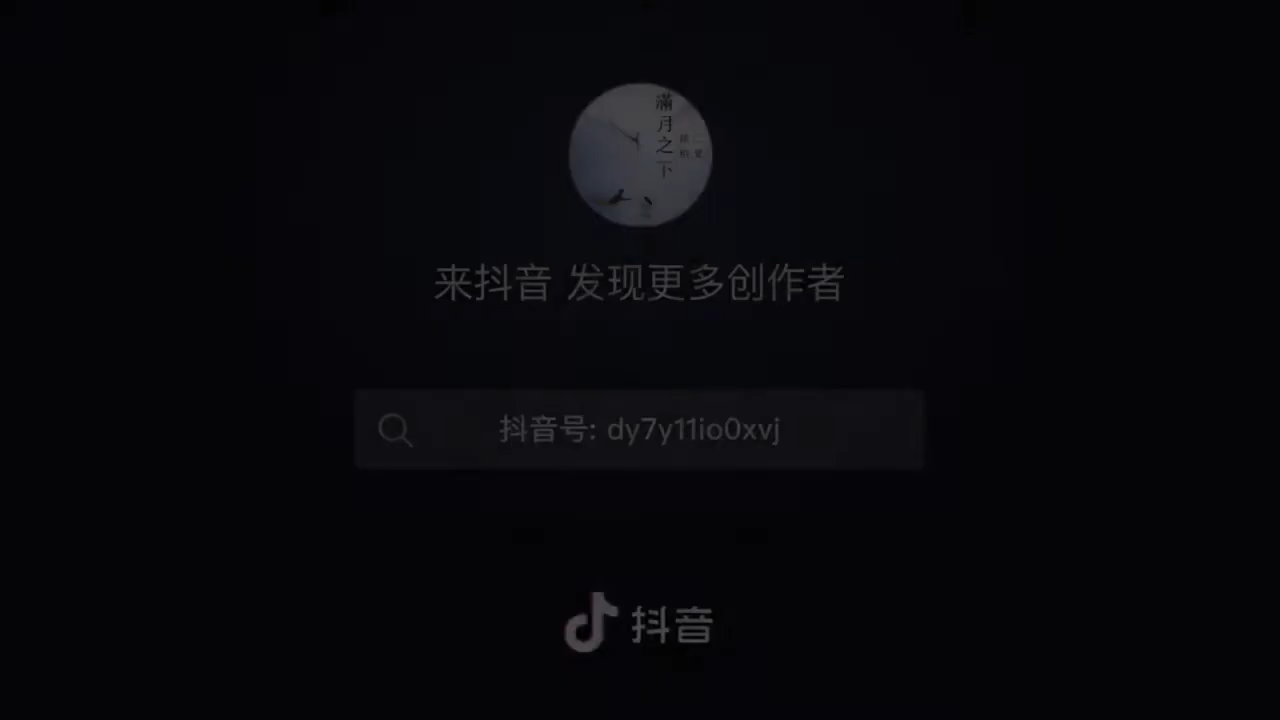 滿月之下
来抖音 发现更多创作者
抖音号: dy7y11io0xvj
抖音